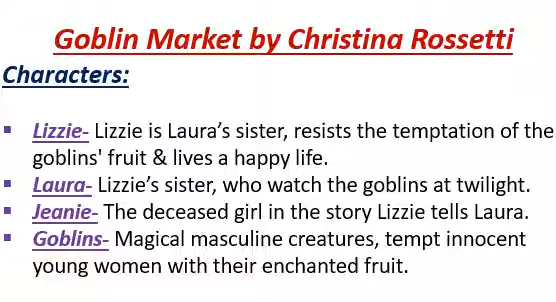 Goblin Market by Christina Rossetti
Characters:
▪ Lizzie- Lizzie is Laura's sister, resists the temptation of the
goblins' fruit & lives a happy life.
▪ Laura- Lizzie's sister, who watch the goblins at twilight.
▪ Jeanie- The deceased girl in the story Lizzie tells Laura.
▪ Goblins- Magical masculine creatures, tempt innocent
young women with their enchanted fruit.